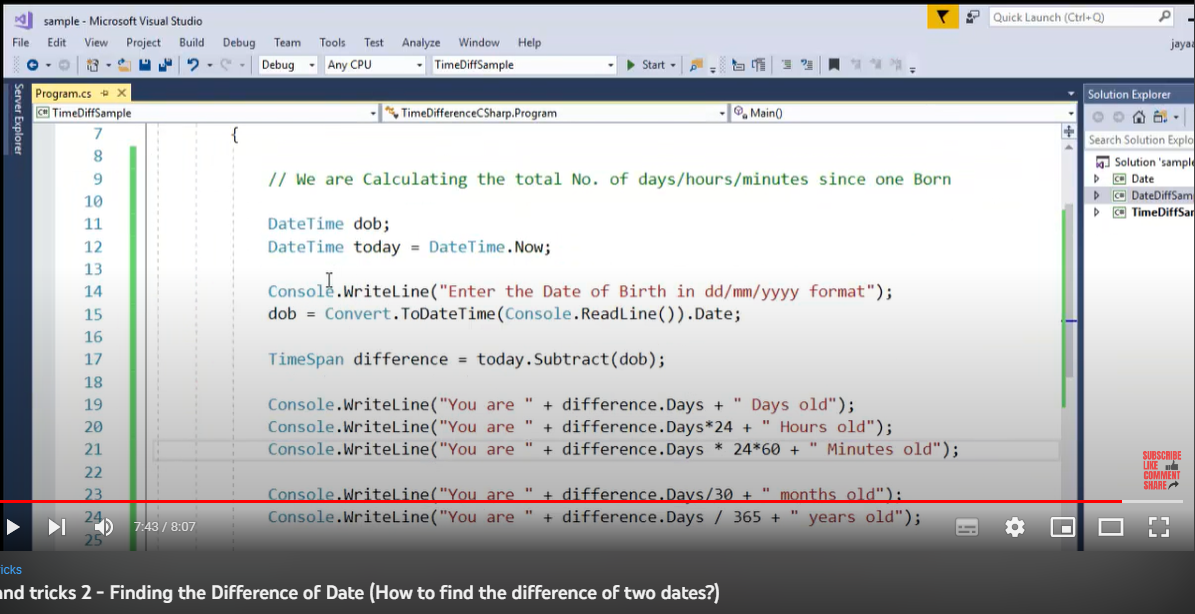 sample - Microsoft Visual Studio
Quick Launch (Ctrl+Q)
File Edit View Project Build Debug Team Tools Test Analyze Window Help
Debug Any CPU TimeDiffSample Start
Server Explorer
Program.cs
Solution Explorer
TimeDiffSample TimeDifferenceCSharp.Program Main()
Search Solution Explo
Solution 'sample
Date
DateDiffSam
TimeDiffSar
7 {
8
9 // We are Calculating the total No. of days/hours/minutes since one Born
10
11 DateTime dob;
12 DateTime today = DateTime.Now;
13
14 Console.WriteLine("Enter the Date of Birth in dd/mm/yyyy format");
15 dob = Convert.ToDateTime(Console.ReadLine()).Date;
16
17 TimeSpan difference = today.Subtract(dob);
18
19 Console.WriteLine("You are " + difference.Days + " Days old");
20 Console.WriteLine("You are " + difference.Days*24 + " Hours old");
21 Console.WriteLine("You are " + difference.Days * 24*60 + " Minutes old");
22
23 Console.WriteLine("You are " + difference.Days/30 + " months old");
24 Console.WriteLine("You are " + difference.Days / 365 + " years old");
25
SUBSCRIBE
LIKE
COMMENT
SHARE
7:43 / 8:07
icks
nd tricks 2 - Finding the Difference of Date (How to find the difference of two dates?)